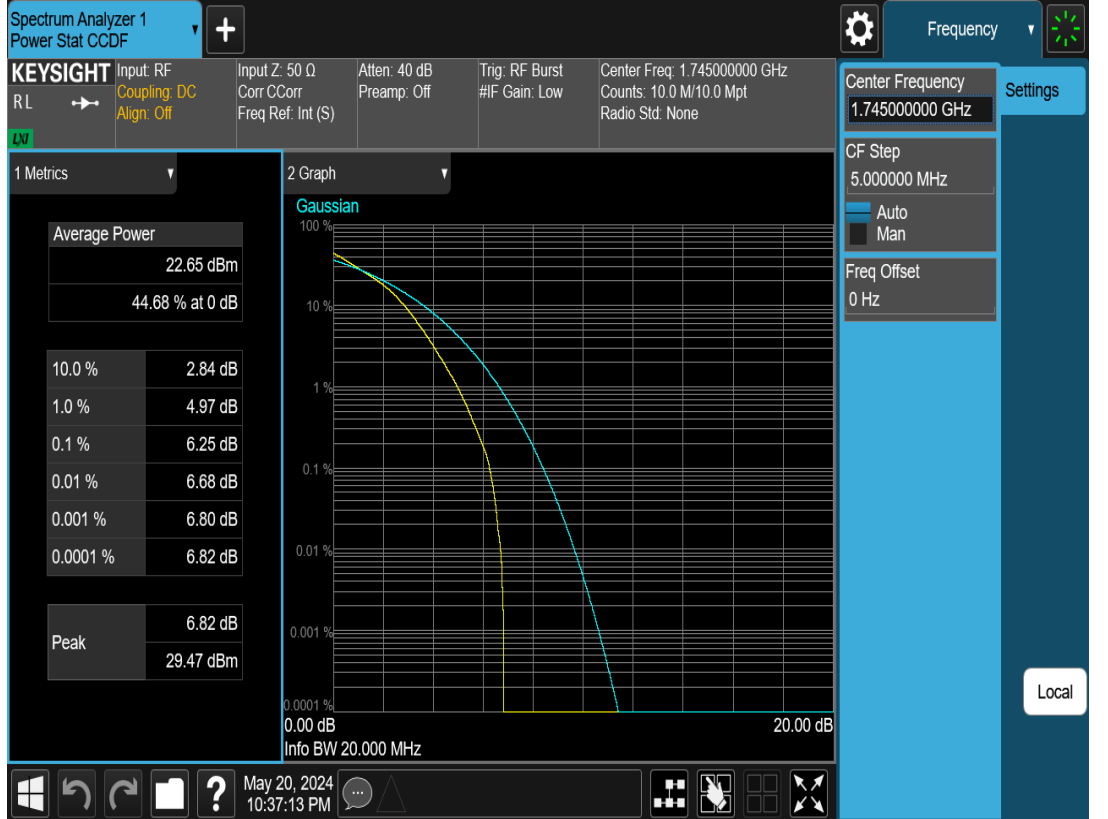 Spectrum Analyzer 1
Power Stat CCDF
+
Frequency
KEYSIGHT
RL
LXI
Input: RF
Coupling: DC
Align: Off
Input Z: 50 Ω
Corr CCorr
Freq Ref: Int (S)
Atten: 40 dB
Preamp: Off
Trig: RF Burst
#IF Gain: Low
Center Freq: 1.745000000 GHz
Counts: 10.0 M/10.0 Mpt
Radio Std: None
1 Metrics
Average Power
22.65 dBm
44.68 % at 0 dB
10.0 % 2.84 dB
1.0 % 4.97 dB
0.1 % 6.25 dB
0.01 % 6.68 dB
0.001 % 6.80 dB
0.0001 % 6.82 dB
Peak
6.82 dB
29.47 dBm
2 Graph
Gaussian
100 %
10 %
1 %
0.1 %
0.01 %
0.001 %
0.0001 %
0.00 dB 20.00 dB
Info BW 20.000 MHz
Center Frequency
1.745000000 GHz
Settings
CF Step
5.000000 MHz
Auto
Man
Freq Offset
0 Hz
Local
?
May 20, 2024
10:37:13 PM